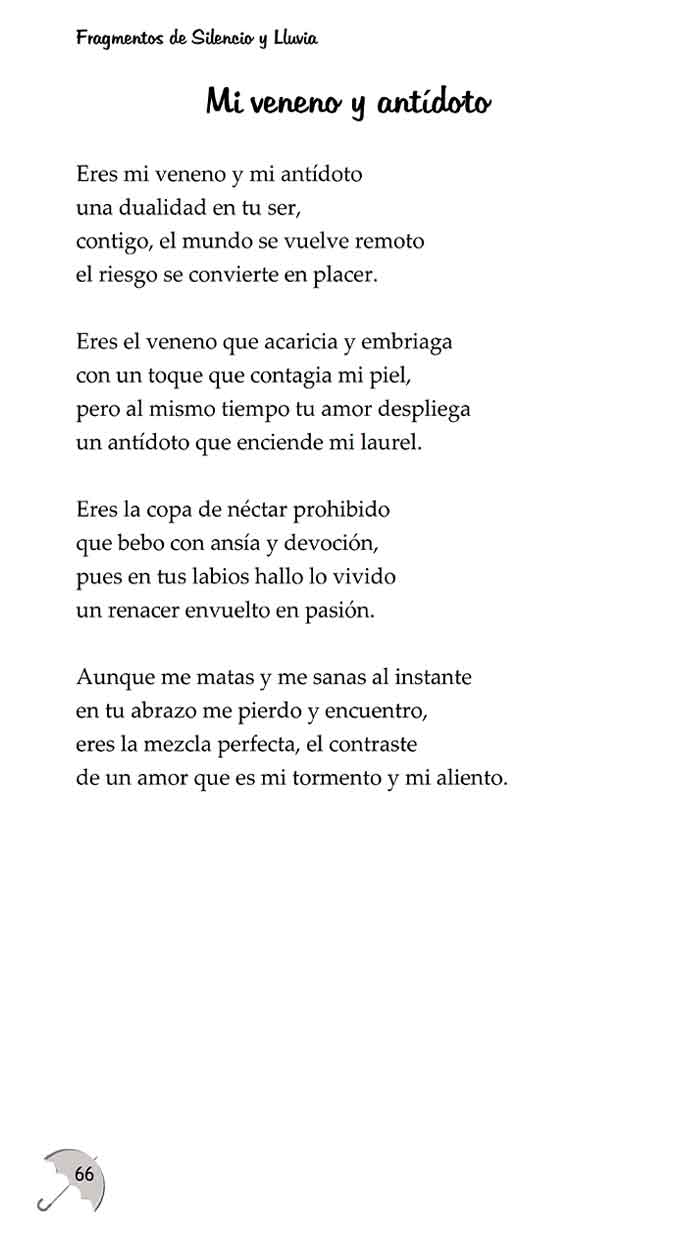 Fragmentos de Silencio y Lluvia
Mi veneno y antídoto
Eres mi veneno y mi antídoto
una dualidad en tu ser,
contigo, el mundo se vuelve remoto
el riesgo se convierte en placer.
Eres el veneno que acaricia y embriaga
con un toque que contagia mi piel,
pero al mismo tiempo tu amor despliega
un antídoto que enciende mi laurel.
Eres la copa de néctar prohibido
que bebo con ansía y devoción,
pues en tus labios hallo lo vivido
un renacer envuelto en pasión.
Aunque me matas y me sanas al instante
en tu abrazo me pierdo y encuentro,
eres la mezcla perfecta, el contraste
de un amor que es mi tormento y mi aliento.
66